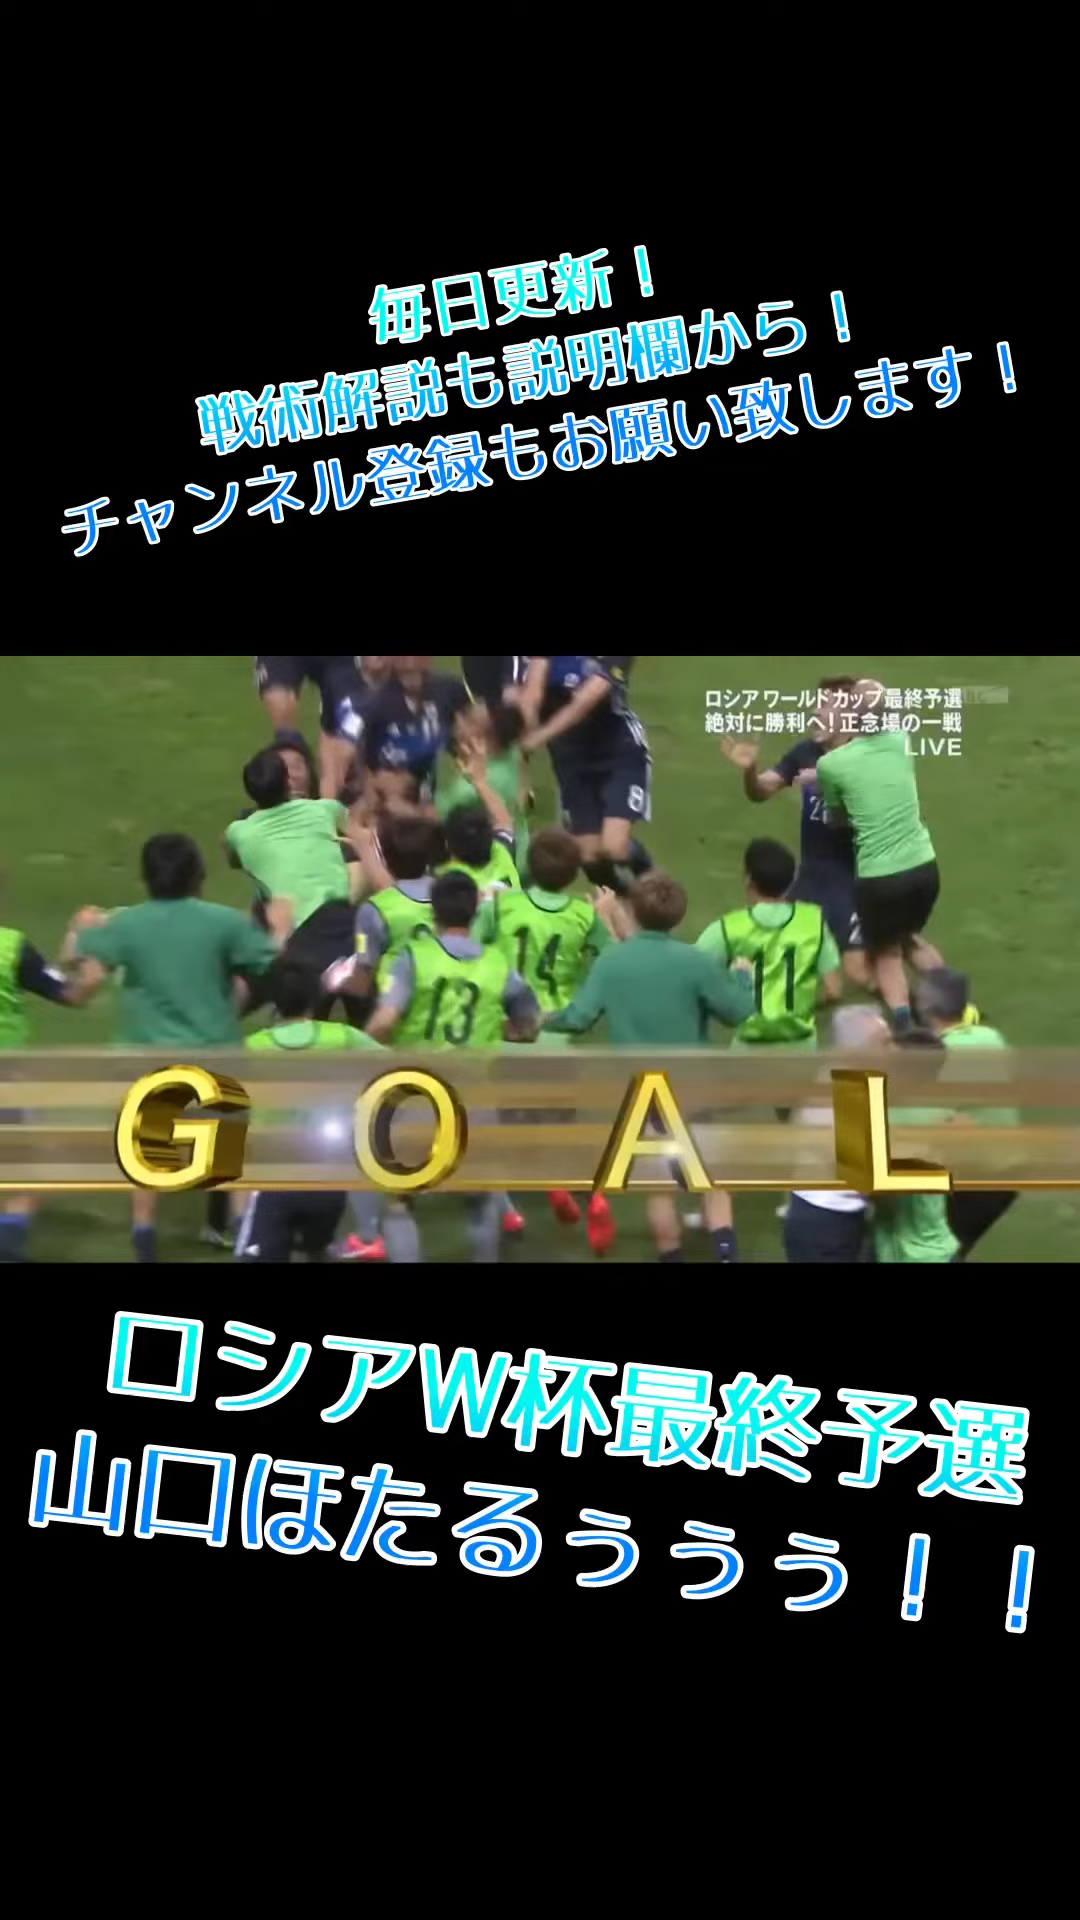 毎日更新！
戦術解説も説明欄から！
チャンネル登録もお願い致します！
ロシアワールドカップ最終予選
絶対に勝利へ！正念場の一戦
LIVE
8
14
11
13
GOAL
ロシアW杯最終予選
山口ほたるぅぅぅ！！